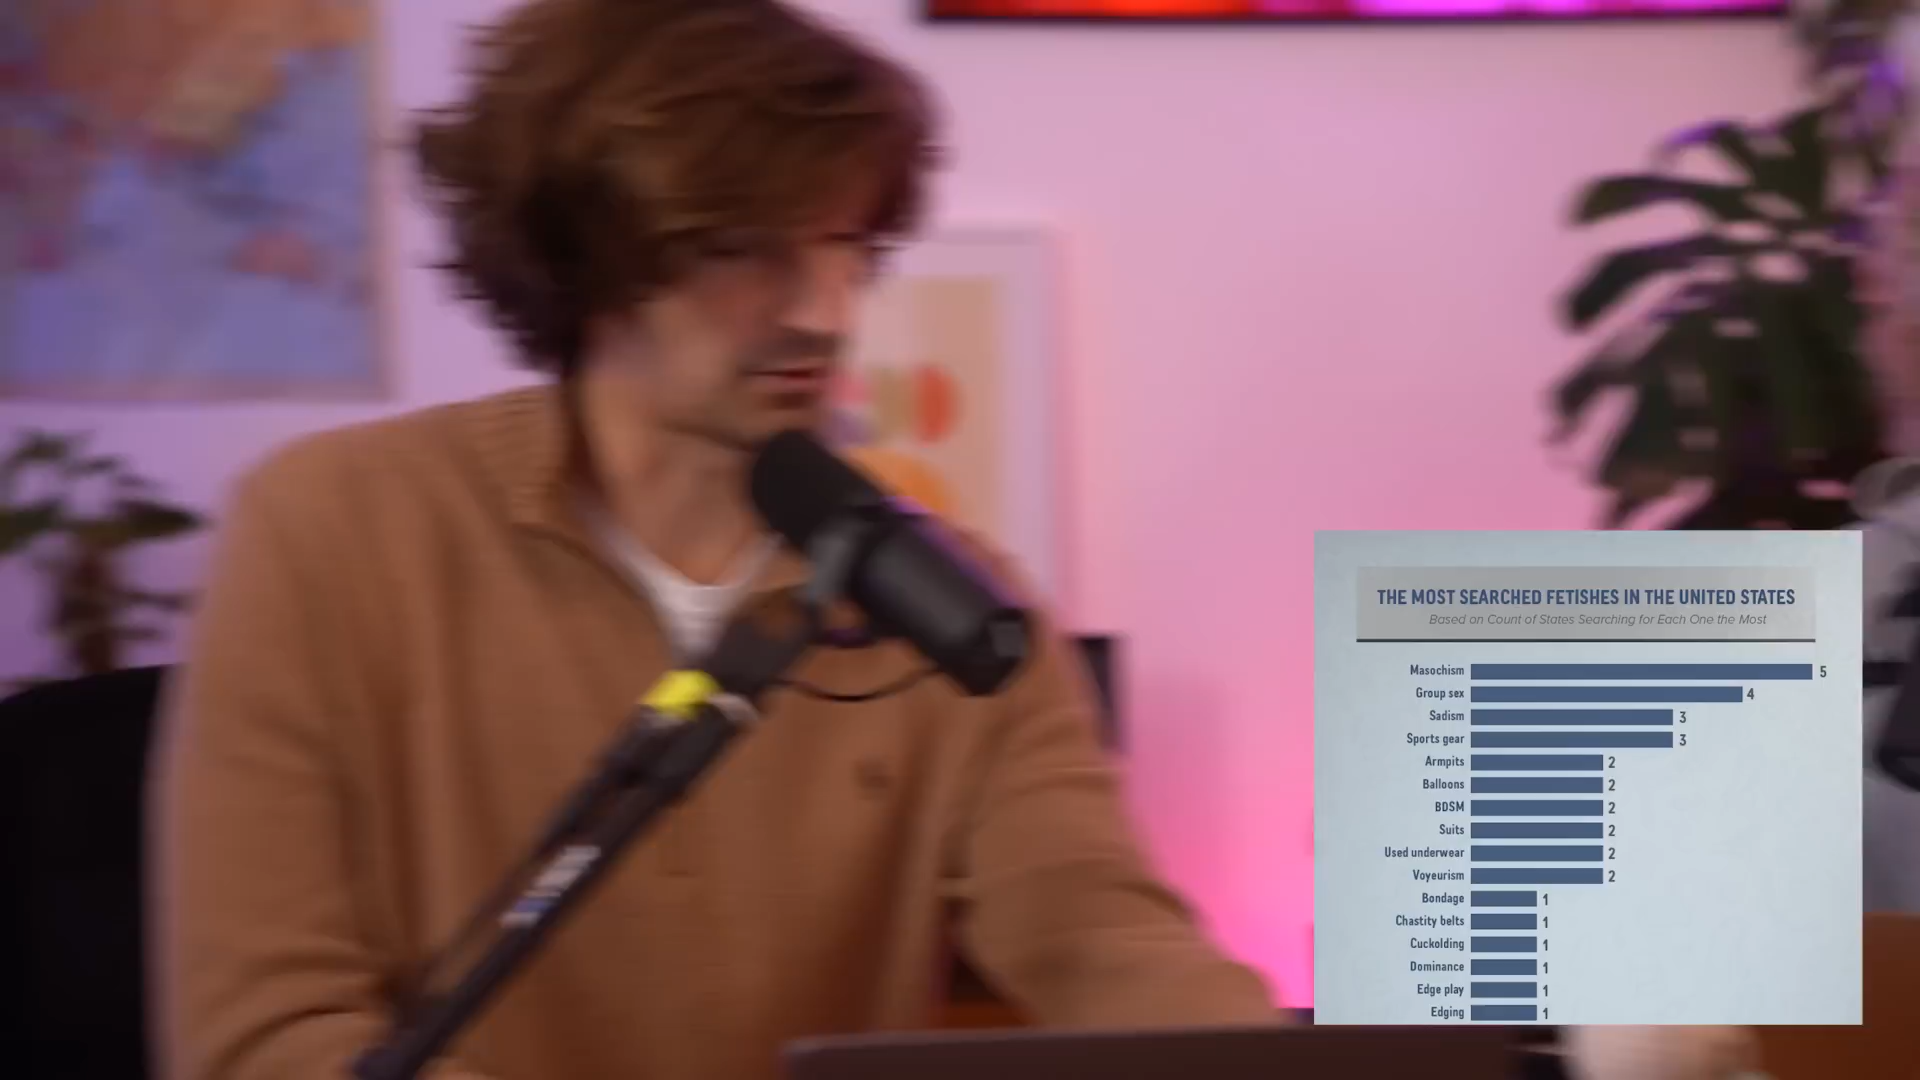 THE MOST SEARCHED FETISHES IN THE UNITED STATES
Based on Count of States Searching for Each One the Most
Masochism 5
Group sex 4
Sadism 3
Sports gear 3
Armpits 2
Balloons 2
BDSM 2
Suits 2
Used underwear 2
Voyeurism 2
Bondage 1
Chastity belts 1
Cuckolding 1
Dominance 1
Edge play 1
Edging 1